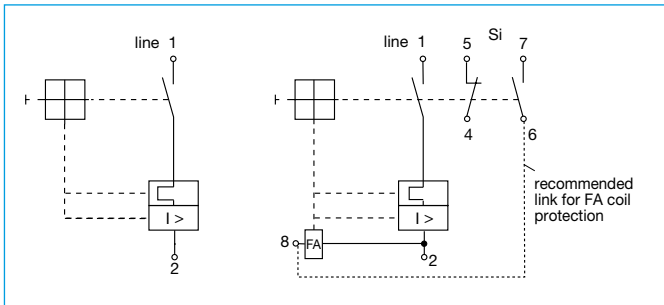 line 1
I >
2
line 1
5
Si
7
4
6
recommended
link for FA coil
protection
I >
8
FA
2